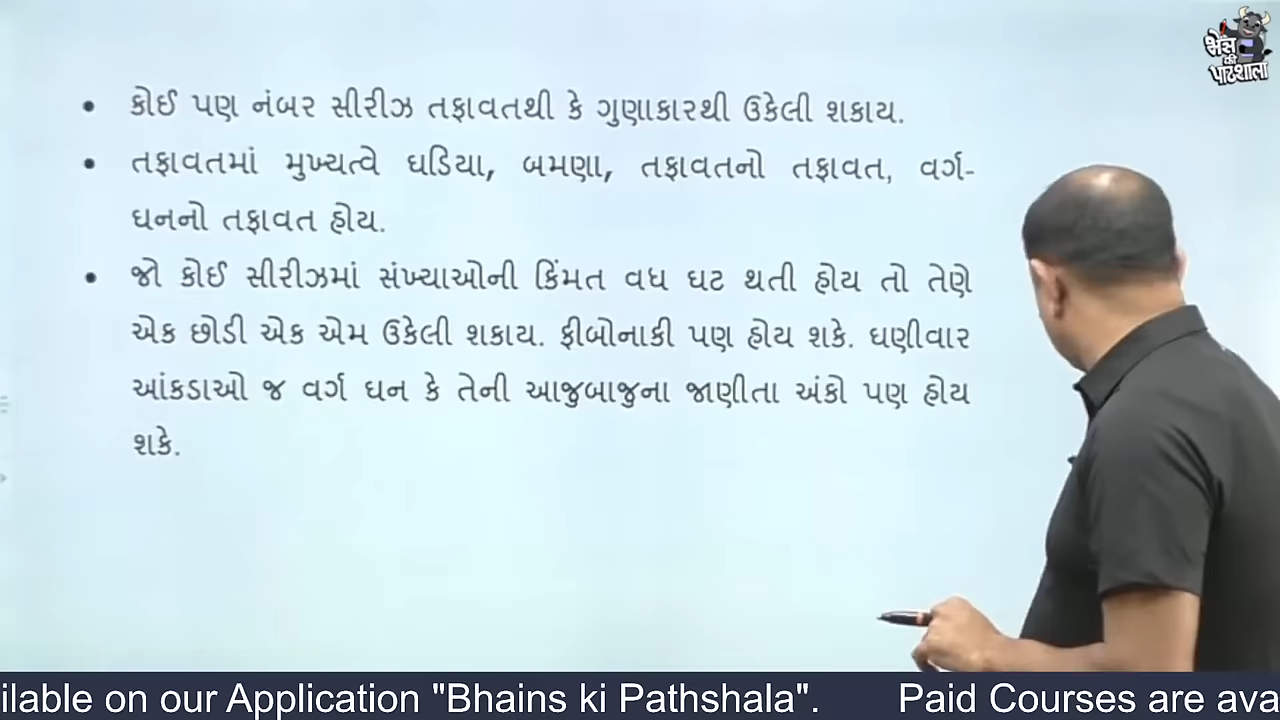 भैंस
की
पाठशाला
• કોઈ પણ નંબર સીરીઝ તફાવતથી કે ગુણાકારથી ઉકેલી શકાય.
• તફાવતમાં મુખ્યત્વે ઘડિયા, બમણા, તફાવતનો તફાવત, વર્ગ-
ઘનનો તફાવત હોય.
• જો કોઈ સીરીઝમાં સંખ્યાઓની કિંમત વધ ઘટ થતી હોય તો તેણે
એક છોડી એક એમ ઉકેલી શકાય. ફીબોનાકી પણ હોય શકે. ઘણીવાર
આંકડાઓ જ વર્ગ ઘન કે તેની આજુબાજુના જાણીતા અંકો પણ હોય
શકે.
ilable on our Application "Bhains ki Pathshala". Paid Courses are ava